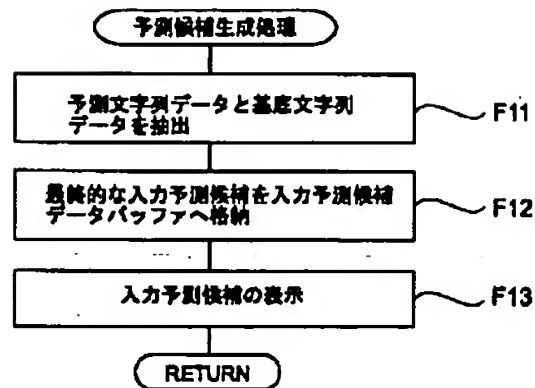 予測候補生成処理
予測文字列データと基底文字列
データを抽出
F11
最終的な入力予測候補を入力予測候補
データバッファへ格納
F12
入力予測候補の表示
F13
RETURN